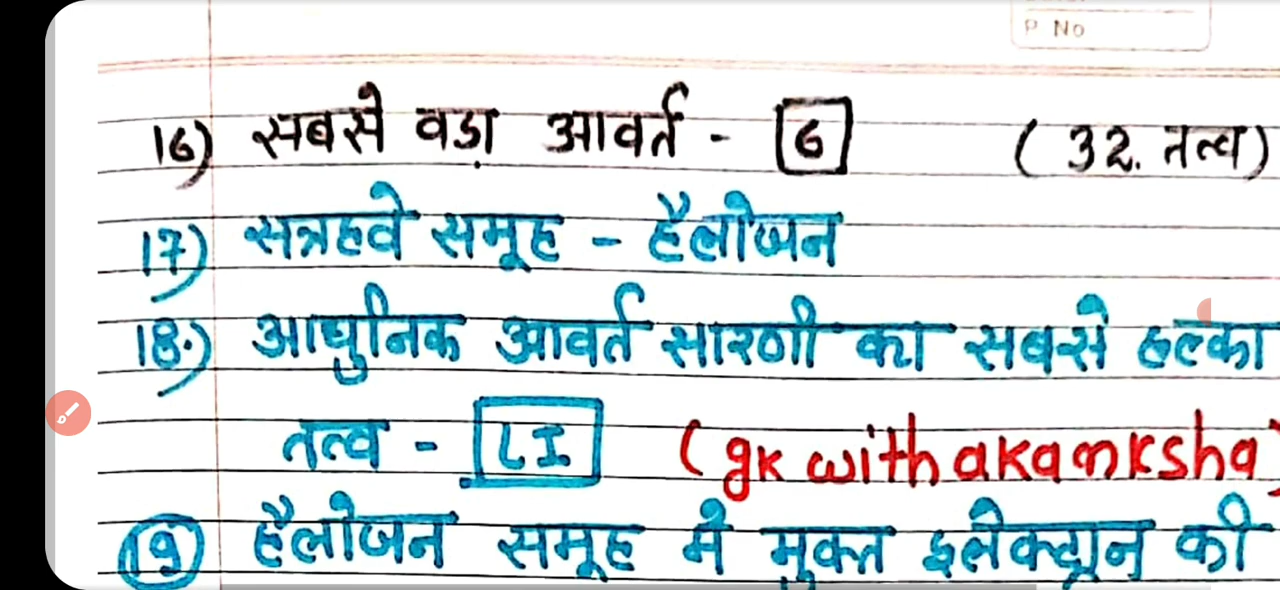 P No
16) सबसे वड़ा आवर्त - 6 ( 32. तत्व)
17) सत्रहवे समूह - हैलोजन
18.) आधुनिक आवर्त सारणी का सबसे हल्का
तत्व - LI (gk with akanksha)
19) हैलोजन समूह में मुक्त इलेक्ट्रान की